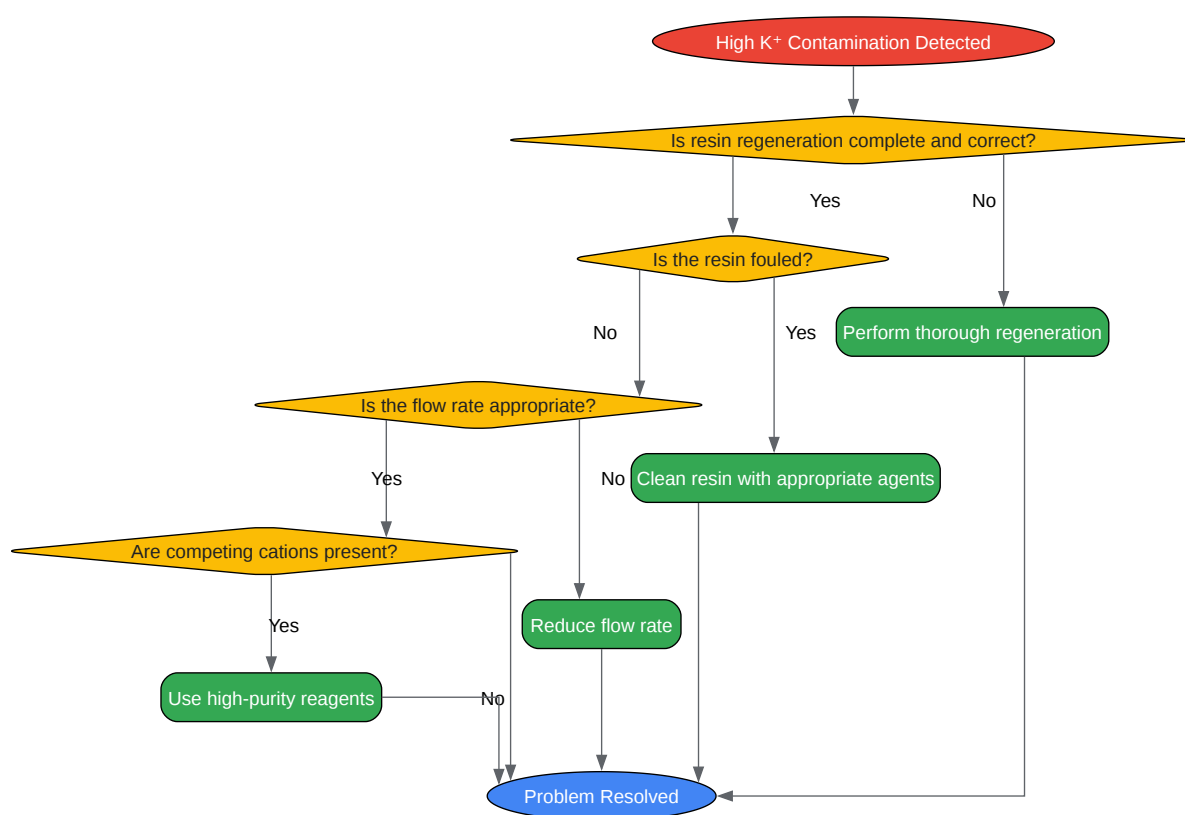 High K⁺ Contamination Detected
Is resin regeneration complete and correct?
Yes
No
Is the resin fouled?
No
Yes
Perform thorough regeneration
Is the flow rate appropriate?
Yes
No
Clean resin with appropriate agents
Are competing cations present?
Yes
Reduce flow rate
Use high-purity reagents
No
Problem Resolved